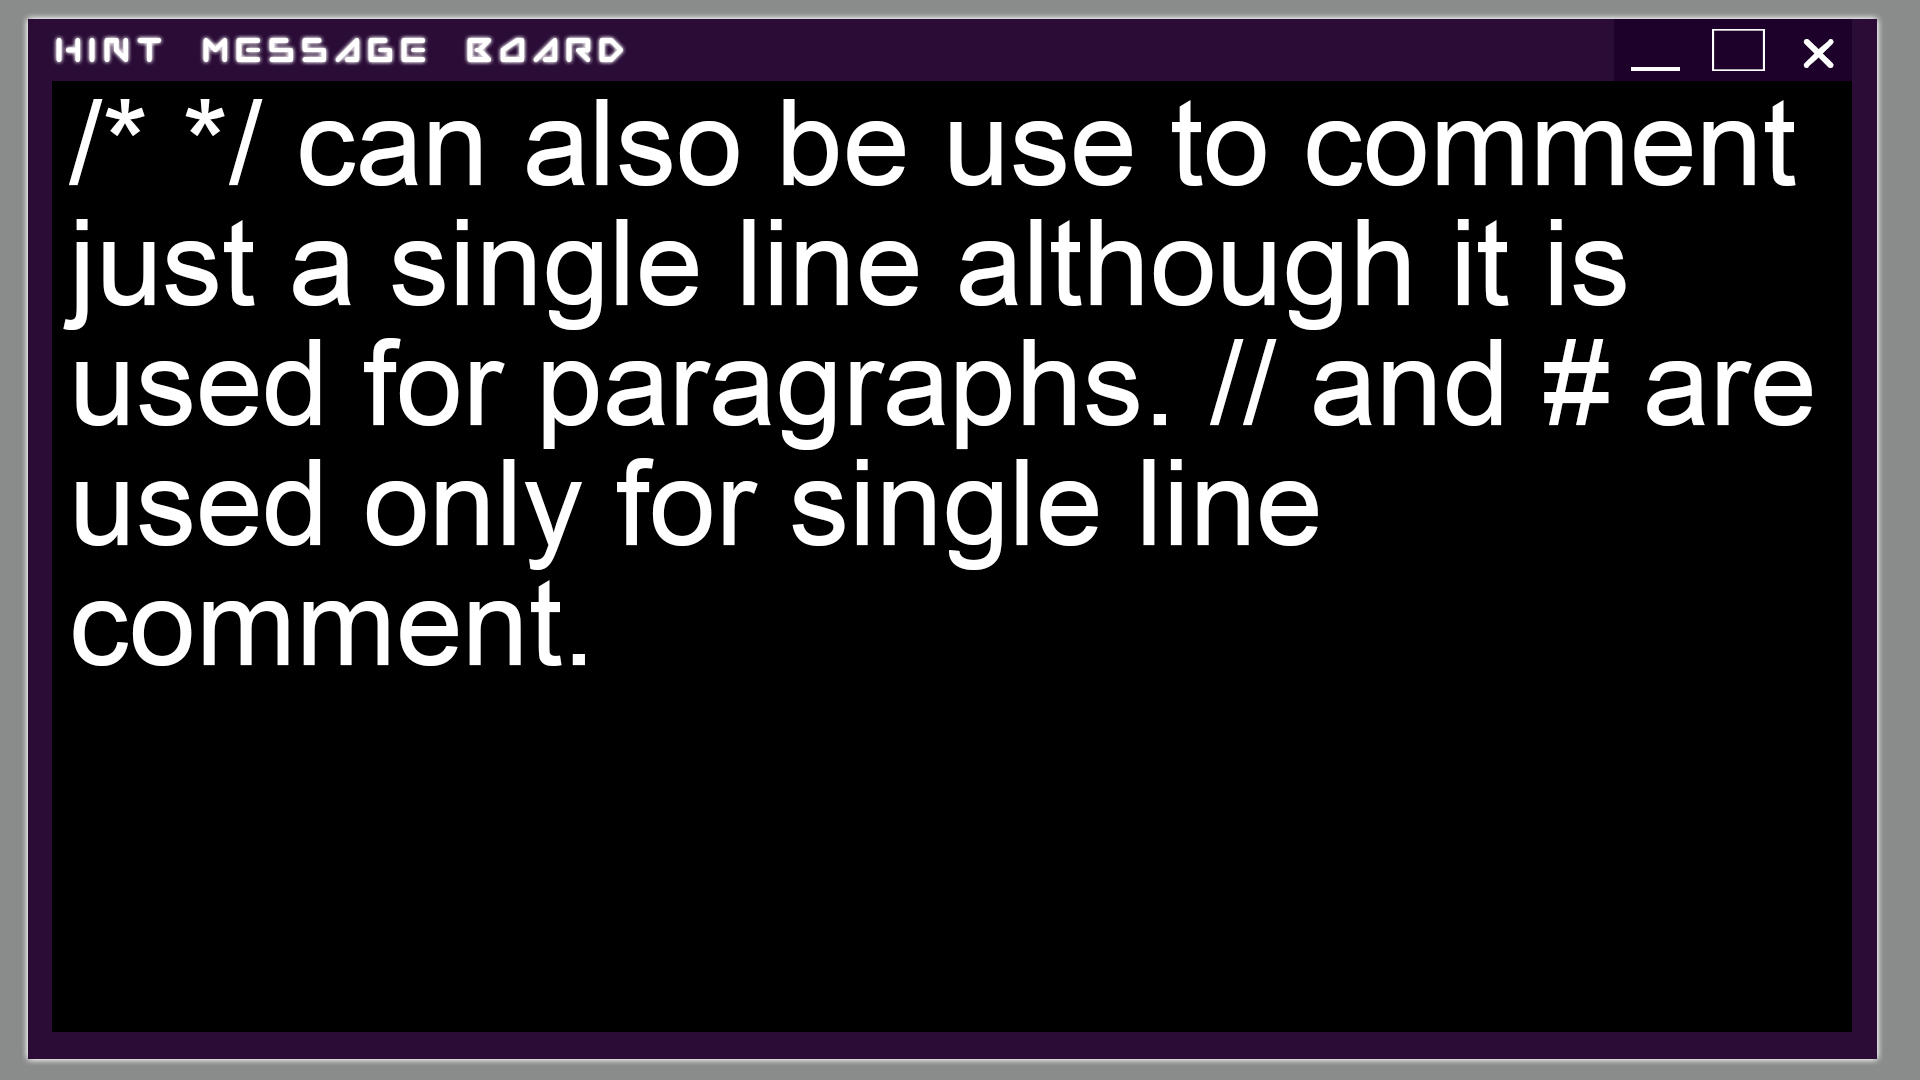 HINT MESSAGE BOARD
/* */ can also be use to comment
just a single line although it is
used for paragraphs. // and # are
used only for single line
comment.